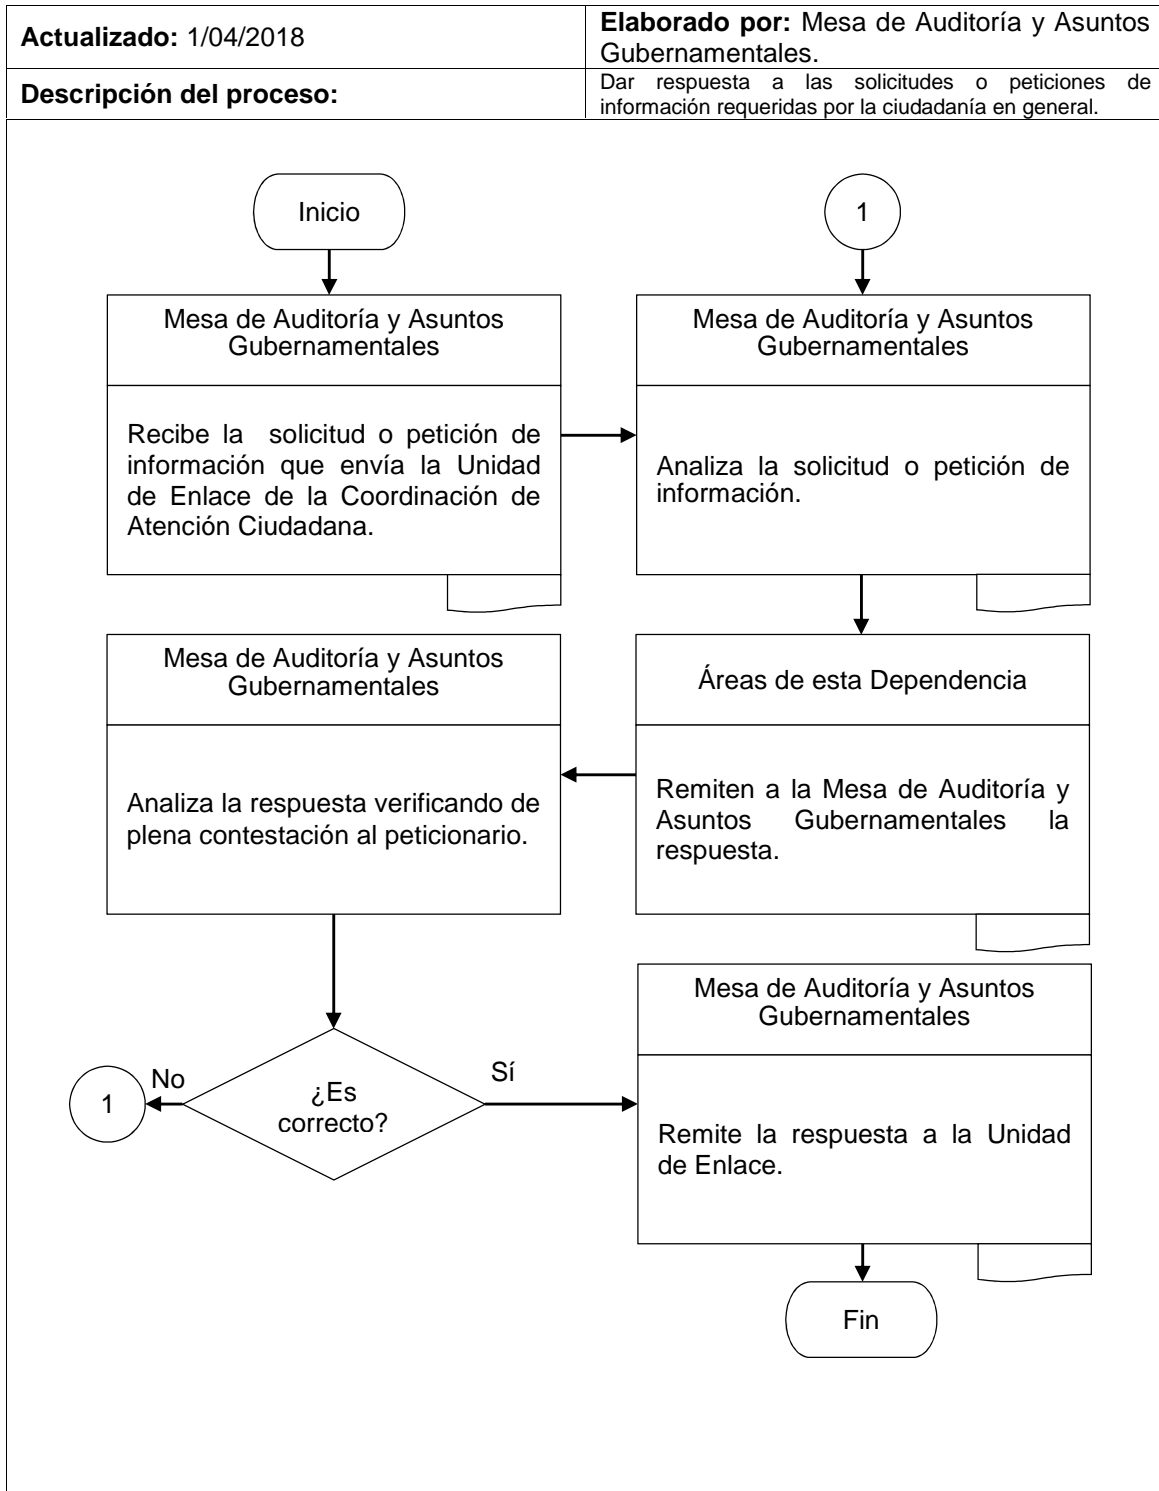 Actualizado: 1/04/2018
Elaborado por: Mesa de Auditoría y Asuntos
Gubernamentales.
Descripción del proceso:
Dar respuesta a las solicitudes o peticiones de
información requeridas por la ciudadanía en general.
Inicio
Mesa de Auditoría y Asuntos
Gubernamentales
Recibe la solicitud o petición de
información que envía la Unidad
de Enlace de la Coordinación de
Atención Ciudadana.
1
Mesa de Auditoría y Asuntos
Gubernamentales
Analiza la solicitud o petición de
información.
Áreas de esta Dependencia
Remiten a la Mesa de Auditoría y
Asuntos Gubernamentales la
respuesta.
Mesa de Auditoría y Asuntos
Gubernamentales
Analiza la respuesta verificando de
plena contestación al peticionario.
¿Es
correcto?
No
1
Sí
Mesa de Auditoría y Asuntos
Gubernamentales
Remite la respuesta a la Unidad
de Enlace.
Fin